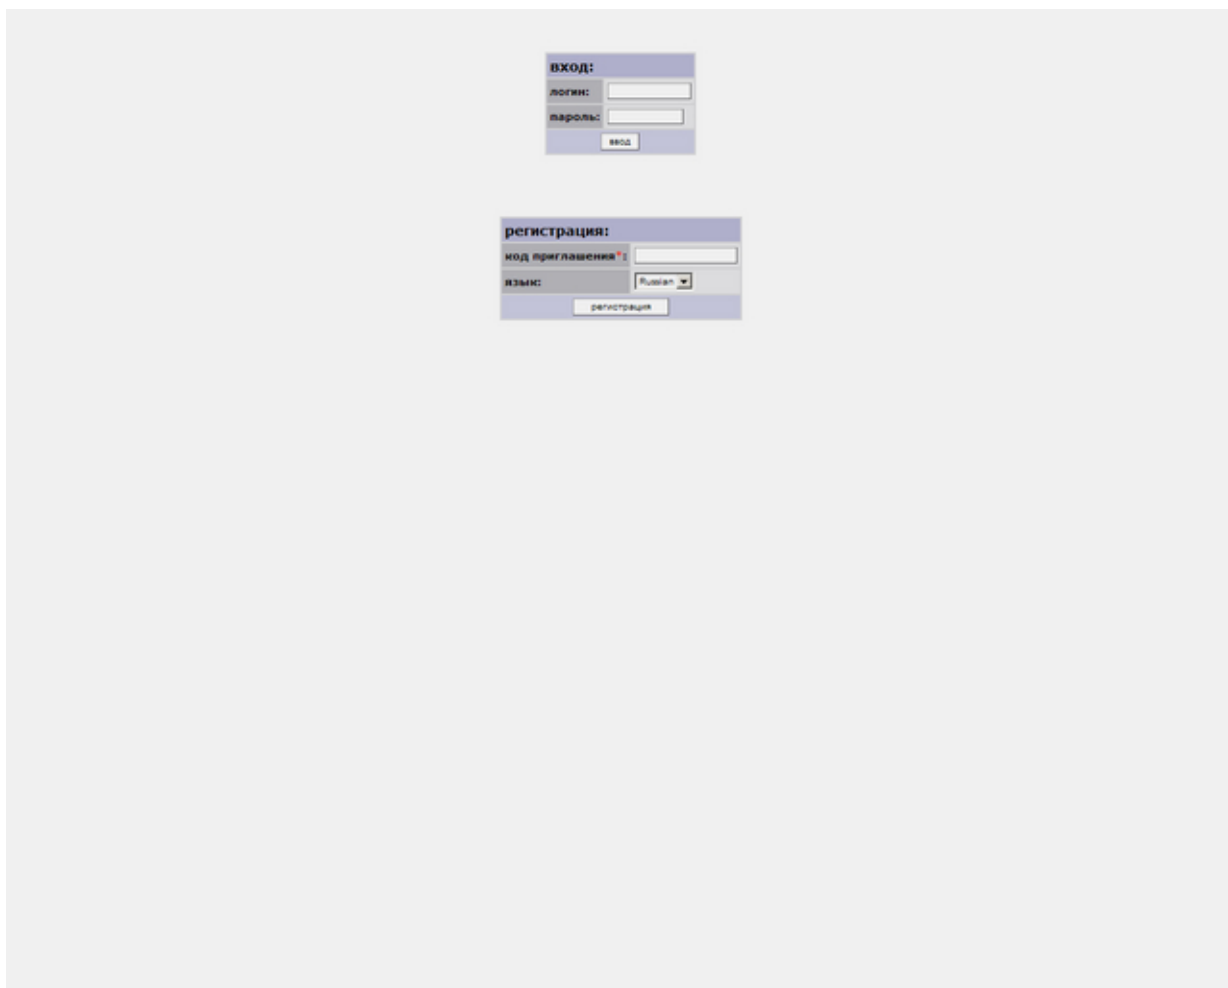 вход:
логин:
пароль:
ввод
регистрация:
код приглашения*:
язык: Russian
регистрация